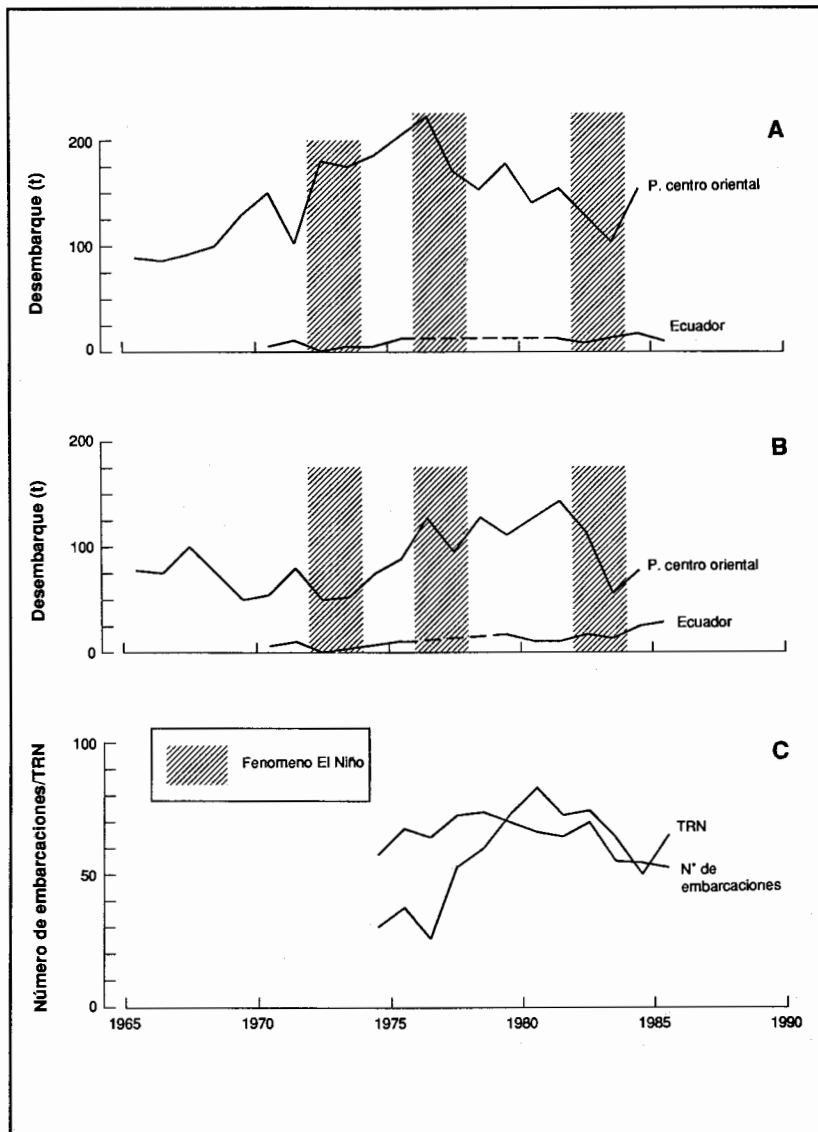 A
200
100
0
Desembarque (t)
P. centro oriental
Ecuador
B
200
100
0
Desembarque (t)
P. centro oriental
Ecuador
C
100
50
0
Número de embarcaciones/TRN
Fenomeno El Niño
TRN
N° de
embarcaciones
1965 1970 1975 1980 1985 1990